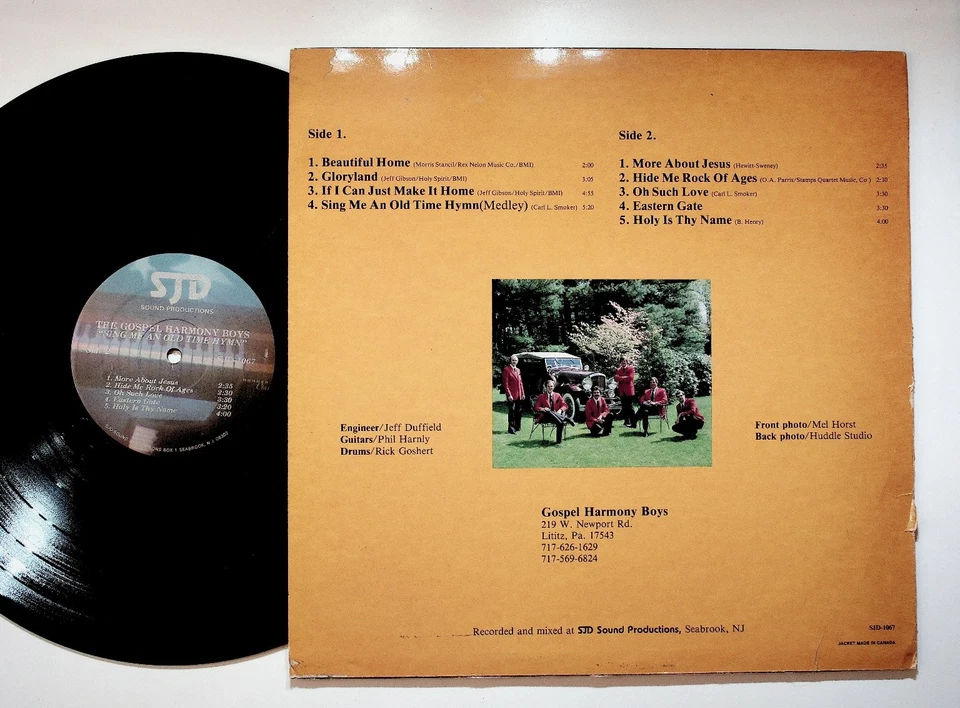 SJD
SOUND PRODUCTIONS
THE GOSPEL HARMONY BOYS
"SING ME AN OLD TIME HYMN"
1. More About Jesus 2:35
2. Hide Me Rock Of Ages 2:30
3. Oh Such Love 3:30
4. Eastern Gate 3:20
5. Holy Is Thy Name 4:00
BOX 1 SEABROOK, N.J.
Side 1.
1. Beautiful Home (Morris Stancil/Rex Nelon Music Co./BMI) 2:00
2. Gloryland (Jeff Gibson/Holy Spirit/BMI) 3:05
3. If I Can Just Make It Home (Jeff Gibson/Holy Spirit/BMI) 4:55
4. Sing Me An Old Time Hymn(Medley) (Carl L. Smoker) 5:20
Side 2.
1. More About Jesus (Hewitt-Sweney) 2:35
2. Hide Me Rock Of Ages (O.A. Parris/Stamps Quartet Music, Co.) 2:30
3. Oh Such Love (Carl L. Smoker) 3:30
4. Eastern Gate 3:30
5. Holy Is Thy Name (B. Henry) 4:00
Engineer/Jeff Duffield
Guitars/Phil Harnly
Drums/Rick Goshert
Front photo/Mel Horst
Back photo/Huddle Studio
Gospel Harmony Boys
219 W. Newport Rd.
Lititz, Pa. 17543
717-626-1629
717-569-6824
Recorded and mixed at SJD Sound Productions, Seabrook, NJ
SJD-1067
JACKET MADE IN CANADA